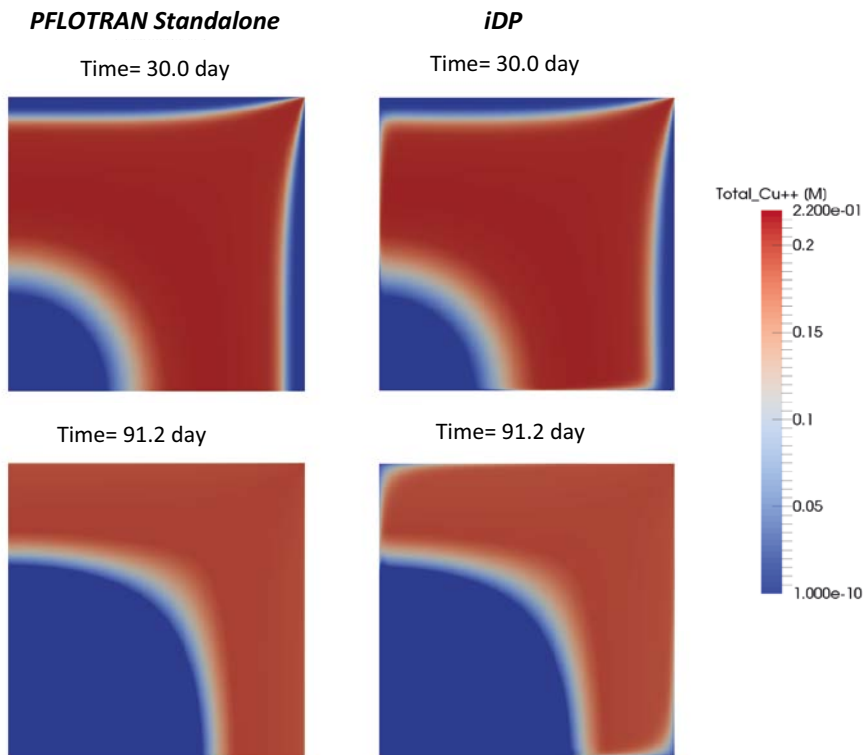 PFLOTRAN Standalone
iDP
Time= 30.0 day
Time= 30.0 day
Total_Cu++ (M)
2.200e-01
0.2
0.15
0.1
0.05
1.000e-10
Time= 91.2 day
Time= 91.2 day